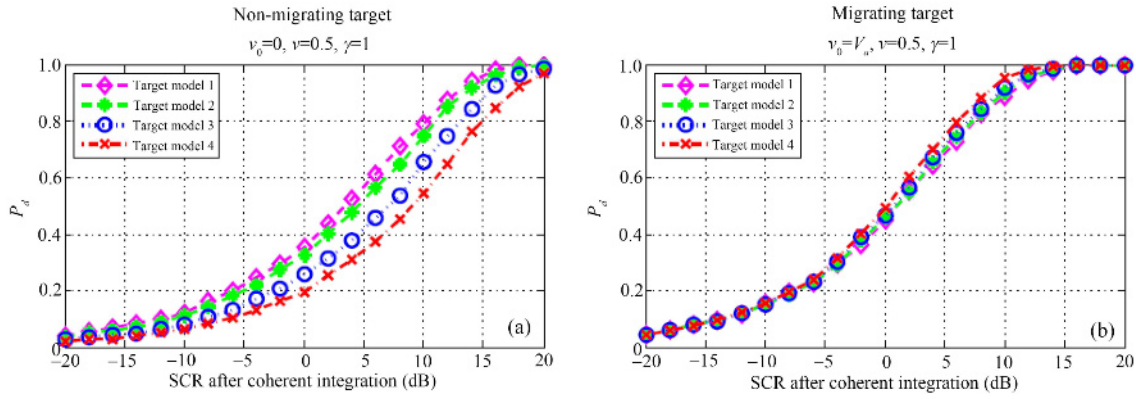 Non-migrating target
v₀=0, ν=0.5, γ=1
1.0
0.8
0.6
0.4
0.2
0
P_d
Target model 1
Target model 2
Target model 3
Target model 4
(a)
−20 −15 −10 −5 0 5 10 15 20
SCR after coherent integration (dB)
Migrating target
v₀=Vₐ, ν=0.5, γ=1
1.0
0.8
0.6
0.4
0.2
0
P_d
Target model 1
Target model 2
Target model 3
Target model 4
(b)
−20 −15 −10 −5 0 5 10 15 20
SCR after coherent integration (dB)